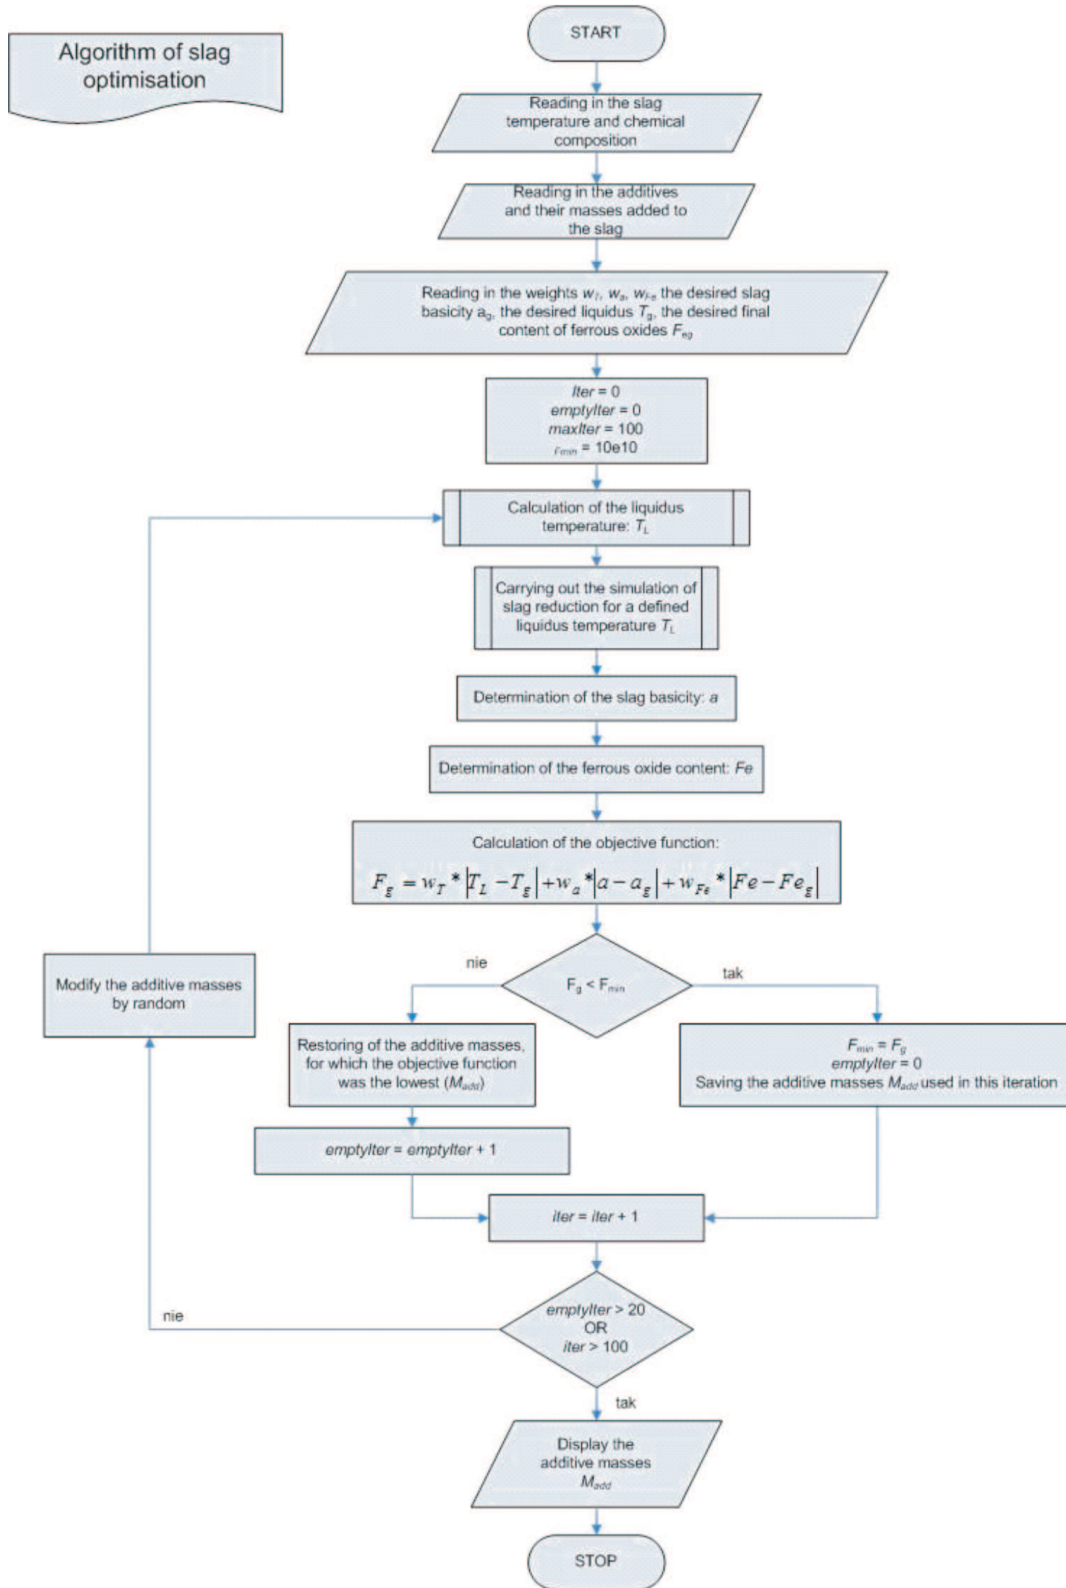 Algorithm of slag
optimisation
START
Reading in the slag
temperature and chemical
composition
Reading in the additives
and their masses added to
the slag
Reading in the weights w_T, w_a, w_Fe the desired slag
basicity a_g, the desired liquidus T_g, the desired final
content of ferrous oxides F_eg
Iter = 0
emptyIter = 0
maxIter = 100
Fmin = 10e10
Calculation of the liquidus
temperature: T_L
Carrying out the simulation of
slag reduction for a defined
liquidus temperature T_L
Determination of the slag basicity: a
Determination of the ferrous oxide content: Fe
Calculation of the objective function:
F_g = w_T * |T_L - T_g| + w_a * |a - a_g| + w_Fe * |Fe - Fe_g|
nie
F_g < F_min
tak
Modify the additive masses
by random
Restoring of the additive masses,
for which the objective function
was the lowest (M_add)
F_min = F_g
emptyIter = 0
Saving the additive masses M_add used in this iteration
emptyIter = emptyIter + 1
iter = iter + 1
nie
emptyIter > 20
OR
iter > 100
tak
Display the
additive masses
M_add
STOP